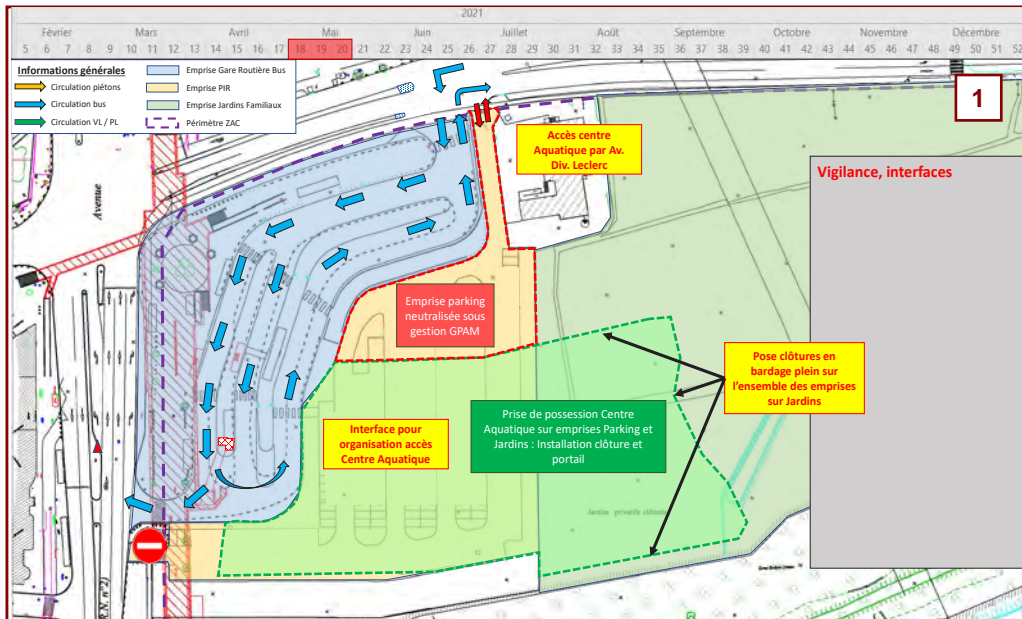 2021
Février Mars Avril Mai Juin Juillet Août Septembre Octobre Novembre Décembre
5 6 7 8 9 10 11 12 13 14 15 16 17 18 19 20 21 22 23 24 25 26 27 28 29 30 31 32 33 34 35 36 37 38 39 40 41 42 43 44 45 46 47 48 49 50 51 52
Informations générales
Circulation piétons
Circulation bus
Circulation VL / PL
Emprise Gare Routière Bus
Emprise PIR
Emprise Jardins Familiaux
Périmètre ZAC
1
Accès centre
Aquatique par Av.
Div. Leclerc
Vigilance, interfaces
Avenue
Emprise parking
neutralisée sous
gestion GPAM
Pose clôtures en
bardage plein sur
l'ensemble des emprises
sur Jardins
Prise de possession Centre
Aquatique sur emprises Parking et
Jardins : Installation clôture et
portail
Interface pour
organisation accès
Centre Aquatique
Jardins privatifs clôturés
(R.N. n°2)